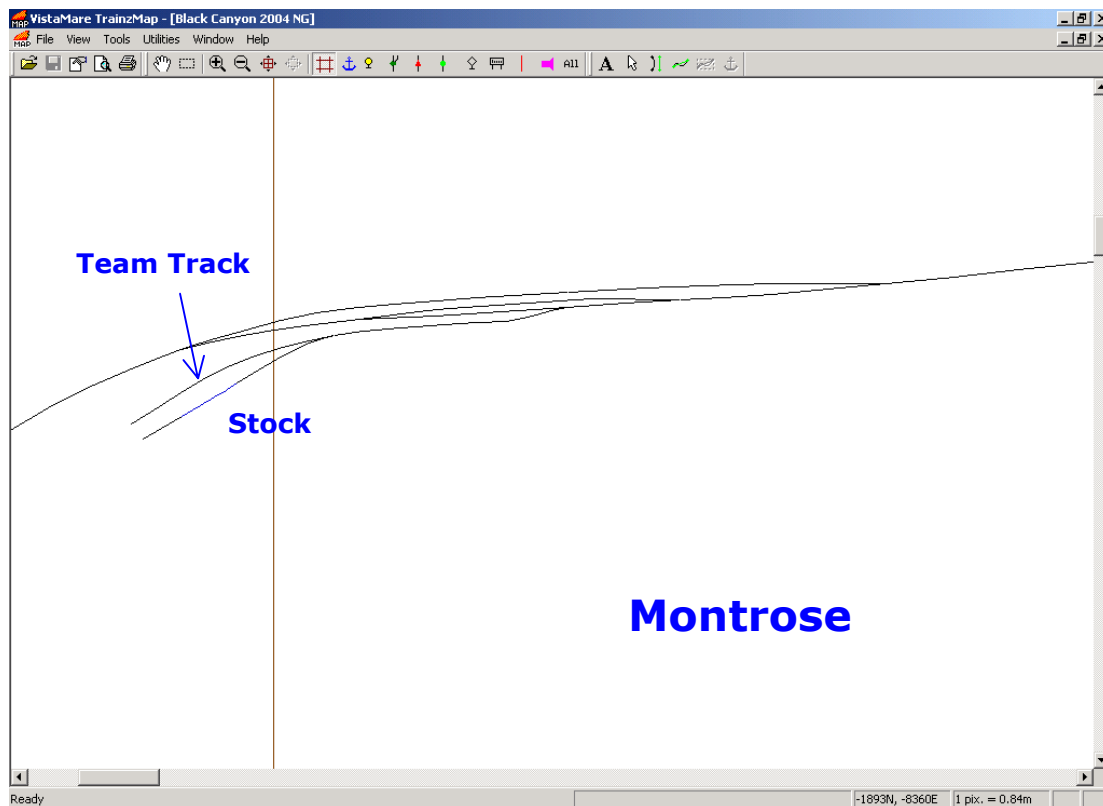 VistaMare TrainzMap - [Black Canyon 2004 NG]
MAP File View Tools Utilities Window Help
All A
Team Track
Stock
Montrose
Ready -1893N, -8360E 1 pix. = 0.84m